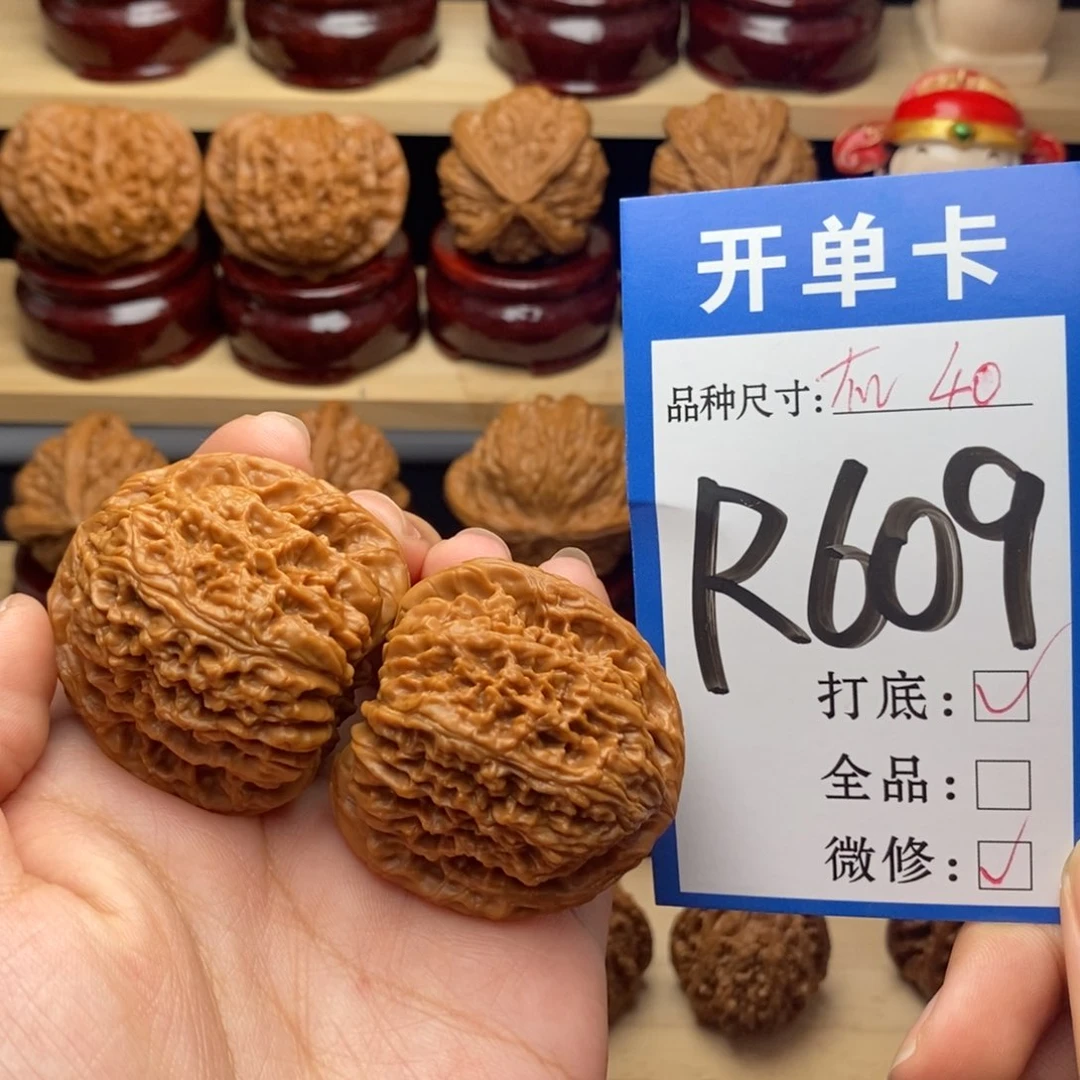 开单卡
品种尺寸: 40
R609
打底: ✓
全品: □
微修: ✓